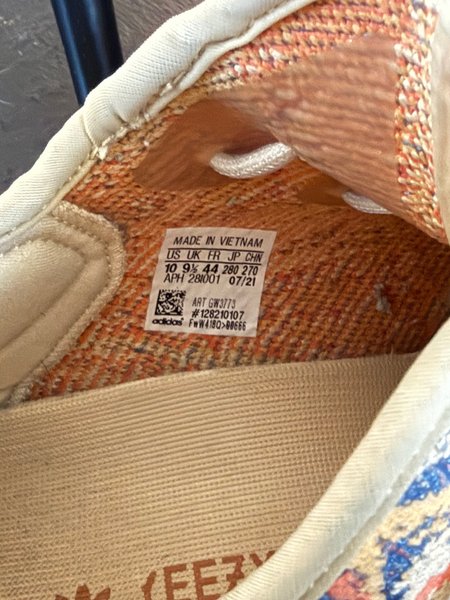 MADE IN VIETNAM
US UK FR JP CHN
10 9½ 44 280 270
APH 281001 07/21
ART GW3773
#128210107
adidas FwW418Q>00666
YEEZY